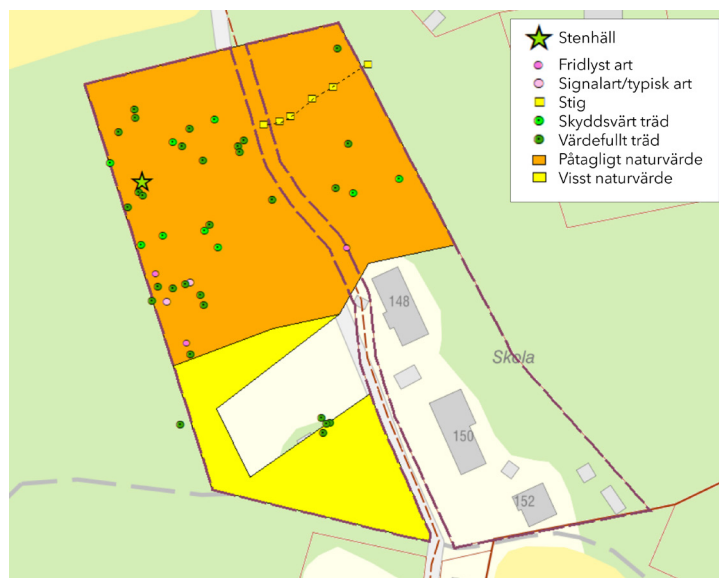 Stenhäll
Fridlyst art
Signalart/typisk art
Stig
Skyddsvärt träd
Värdefullt träd
Påtagligt naturvärde
Visst naturvärde
148
Skola
150
152